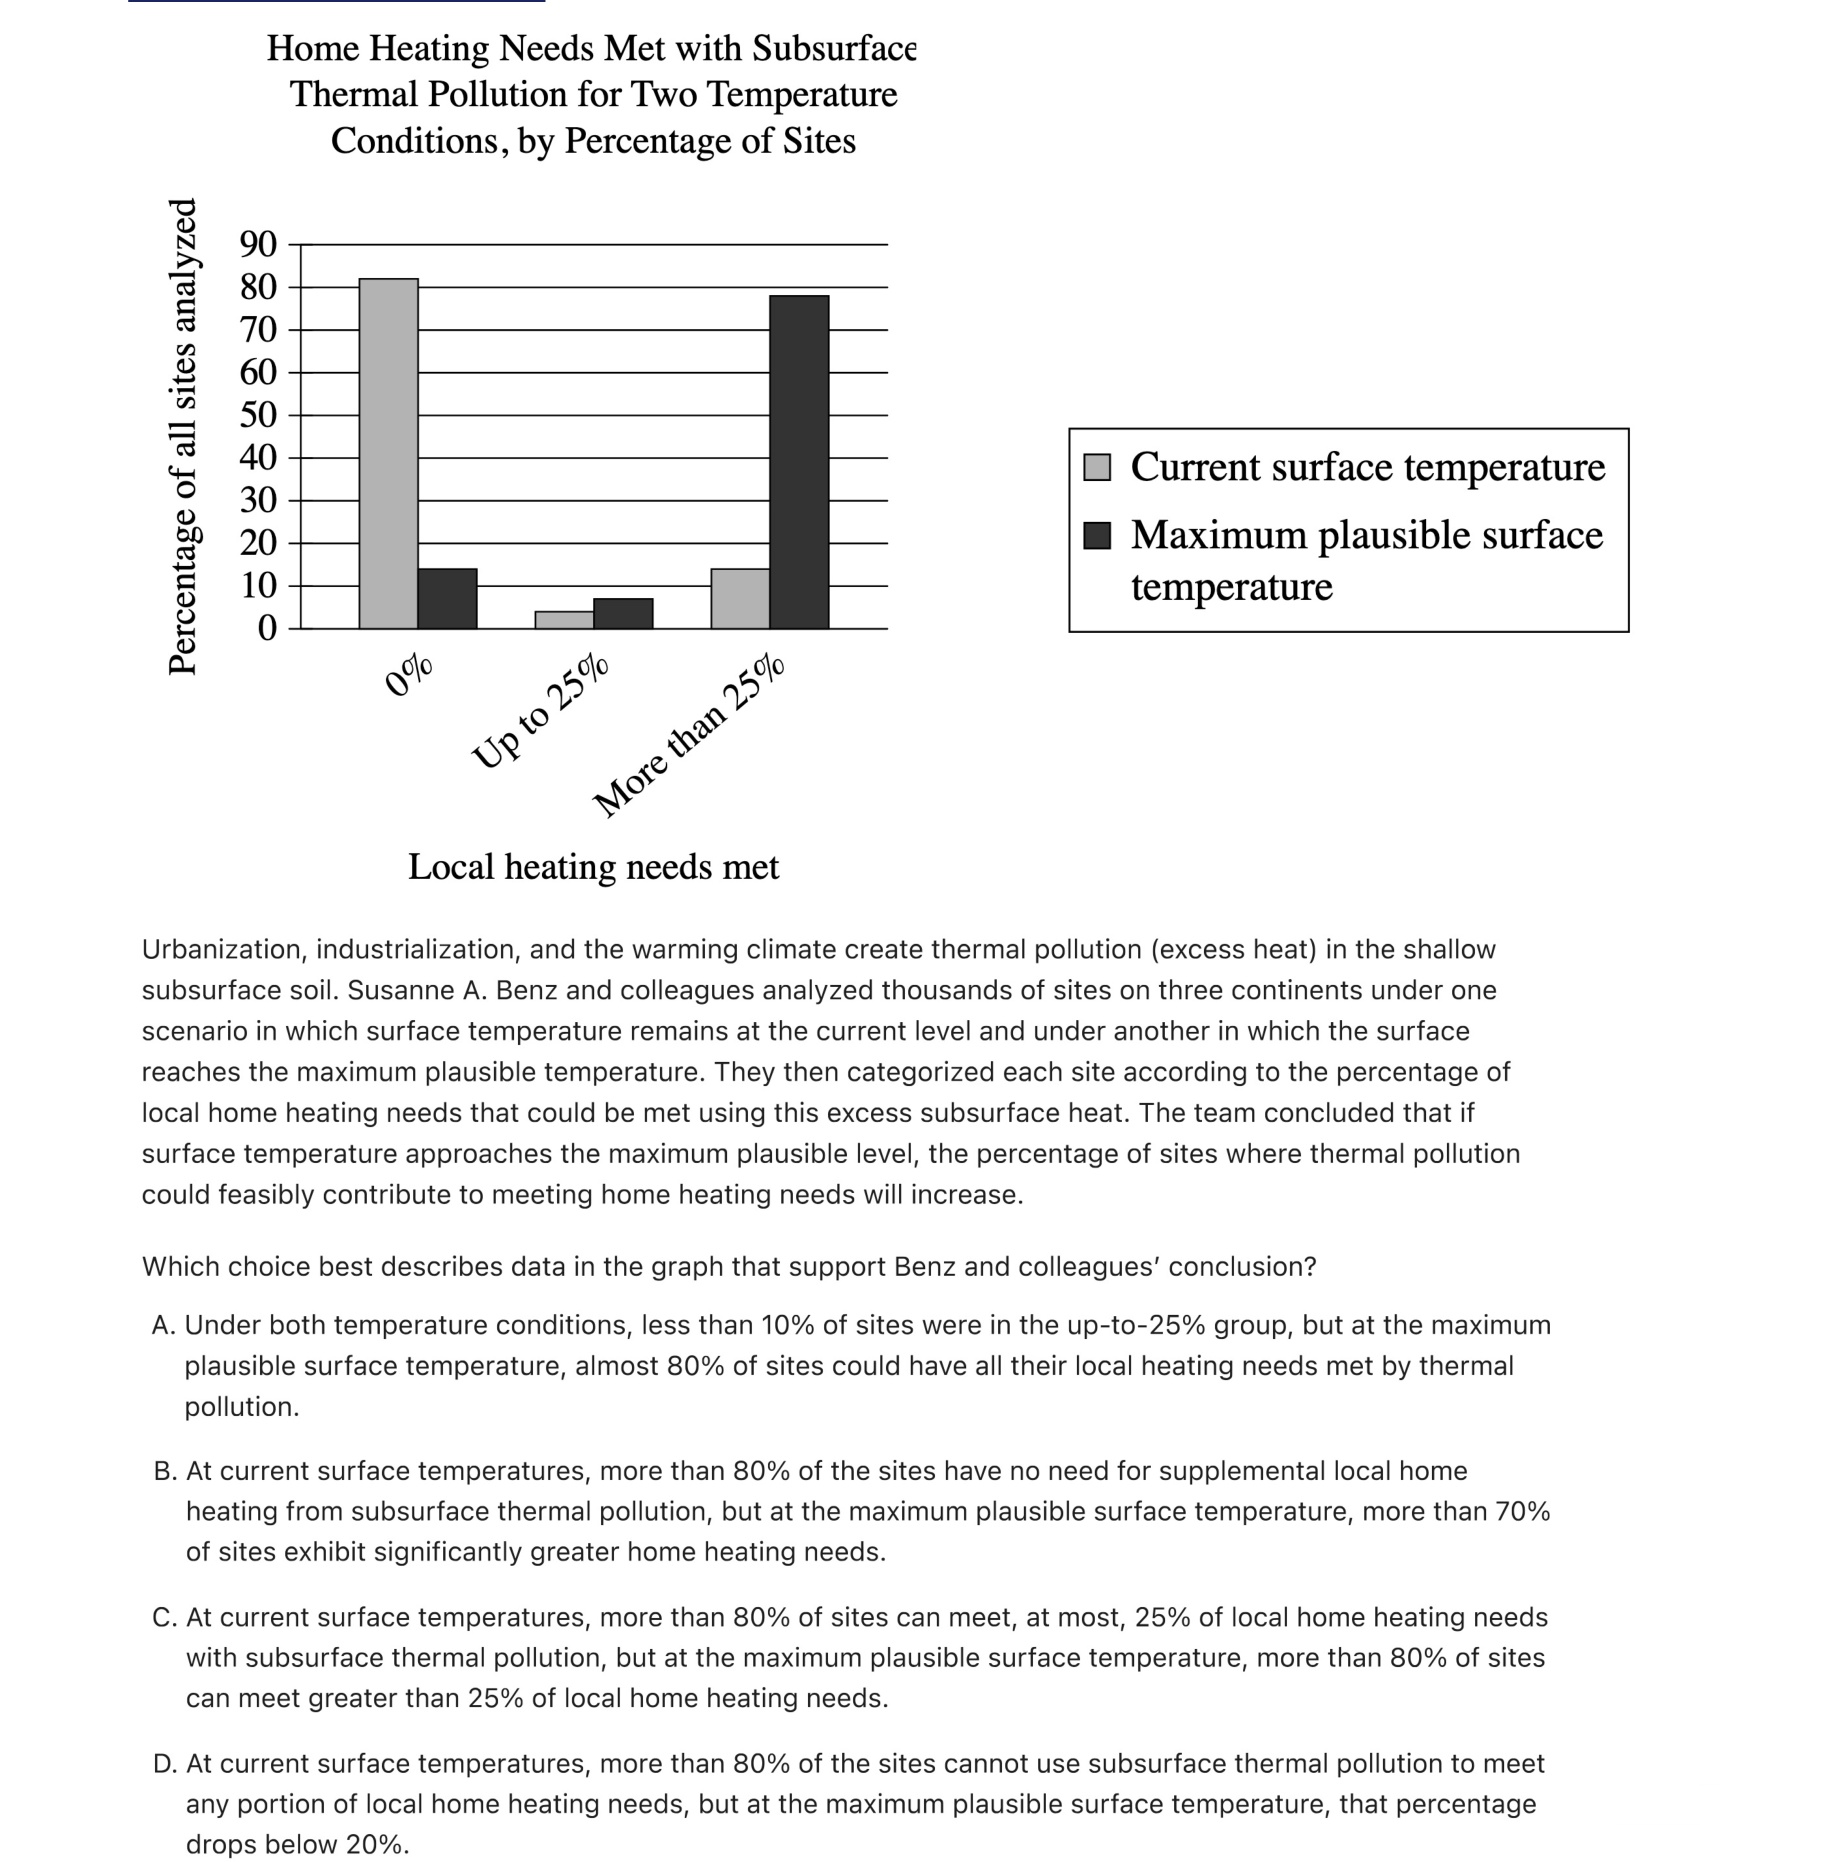 Home Heating Needs Met with Subsurface
Thermal Pollution for Two Temperature
Conditions, by Percentage of Sites
Percentage of all sites analyzed
90
80
70
60
50
40
30
20
10
0
0%
Up to 25%
More than 25%
Local heating needs met
Current surface temperature
Maximum plausible surface
temperature
Urbanization, industrialization, and the warming climate create thermal pollution (excess heat) in the shallow
subsurface soil. Susanne A. Benz and colleagues analyzed thousands of sites on three continents under one
scenario in which surface temperature remains at the current level and under another in which the surface
reaches the maximum plausible temperature. They then categorized each site according to the percentage of
local home heating needs that could be met using this excess subsurface heat. The team concluded that if
surface temperature approaches the maximum plausible level, the percentage of sites where thermal pollution
could feasibly contribute to meeting home heating needs will increase.
Which choice best describes data in the graph that support Benz and colleagues’ conclusion?
A. Under both temperature conditions, less than 10% of sites were in the up-to-25% group, but at the maximum
plausible surface temperature, almost 80% of sites could have all their local heating needs met by thermal
pollution.
B. At current surface temperatures, more than 80% of the sites have no need for supplemental local home
heating from subsurface thermal pollution, but at the maximum plausible surface temperature, more than 70%
of sites exhibit significantly greater home heating needs.
C. At current surface temperatures, more than 80% of sites can meet, at most, 25% of local home heating needs
with subsurface thermal pollution, but at the maximum plausible surface temperature, more than 80% of sites
can meet greater than 25% of local home heating needs.
D. At current surface temperatures, more than 80% of the sites cannot use subsurface thermal pollution to meet
any portion of local home heating needs, but at the maximum plausible surface temperature, that percentage
drops below 20%.